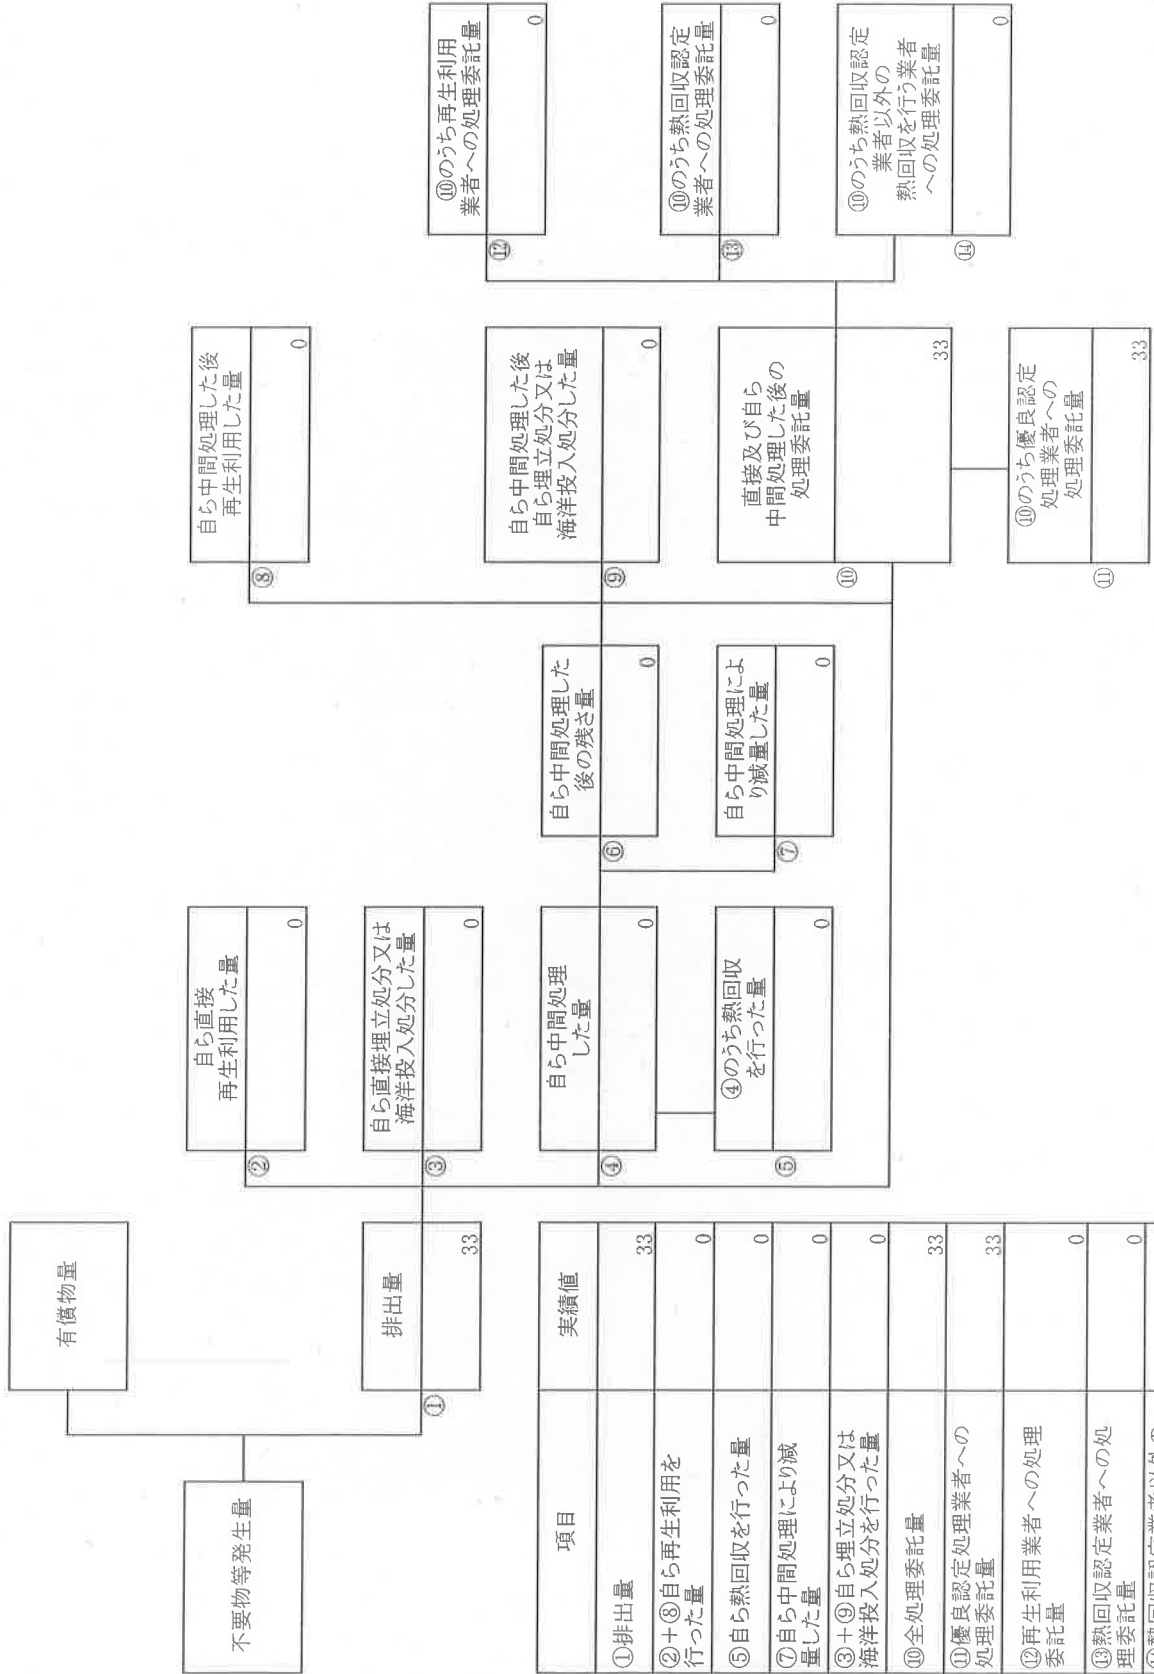 不要物等発生量
有償物量
①
排出量
33
②
自ら直接
再生利用した量
0
③
自ら直接埋立処分又は
海洋投入処分した量
0
④
自ら中間処理
した量
0
⑤
④のうち熱回収
を行った量
0
⑥
自ら中間処理した
後の残さ量
0
⑦
自ら中間処理によ
り減量した量
0
⑧
自ら中間処理した後
再生利用した量
0
⑨
自ら中間処理した後
自ら埋立処分又は
海洋投入処分した量
0
⑩
直接及び自ら
中間処理した後の
処理委託量
33
⑪
⑩のうち優良認定
処理業者への
処理委託量
33
⑫
⑩のうち再生利用
業者への処理委託量
0
⑬
⑩のうち熱回収認定
業者への処理委託量
0
⑭
⑩のうち熱回収認定
業者以外の
熱回収を行う業者
への処理委託量
0
項目 実績値
①排出量 33
②+⑧自ら再生利用を
行った量 0
⑤自ら熱回収を行った量 0
⑦自ら中間処理により減
量した量 0
③+⑨自ら埋立処分又は
海洋投入処分を行った量 0
⑩全処理委託量 33
⑪優良認定処理業者への
処理委託量 33
⑫再生利用業者への処理
委託量 0
⑬熱回収認定業者への処
理委託量 0